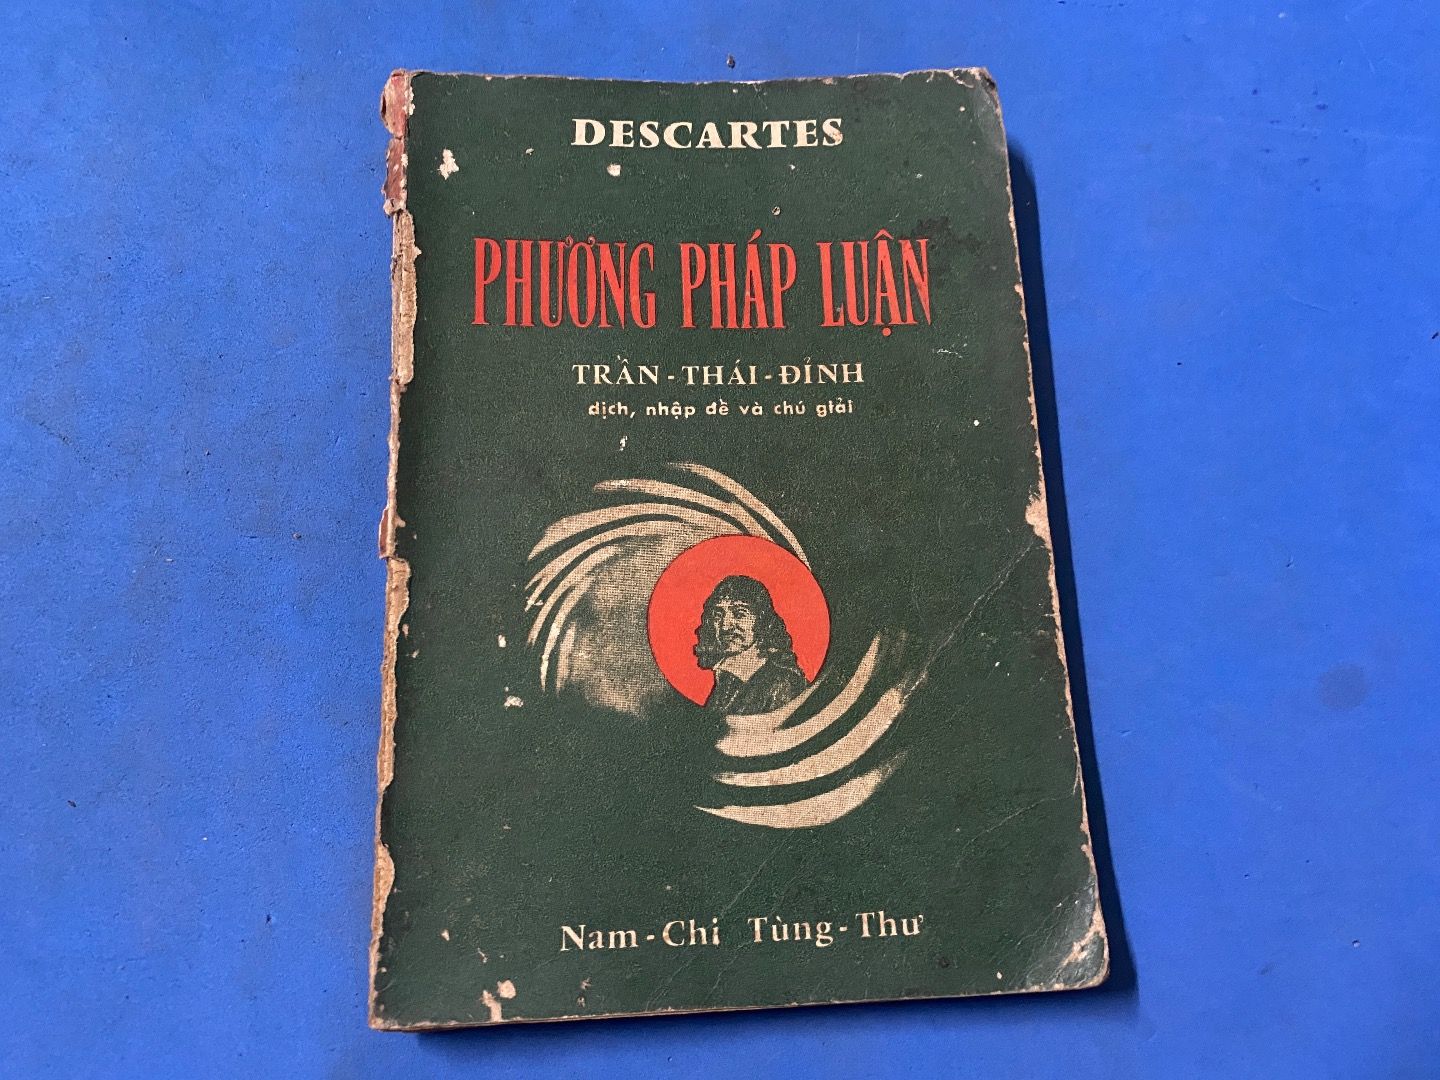 DESCARTES
PHƯƠNG PHÁP LUẬN
TRẦN - THÁI - ĐỈNH
dịch, nhập đề và chú giải
Nam - Chi Tùng - Thư